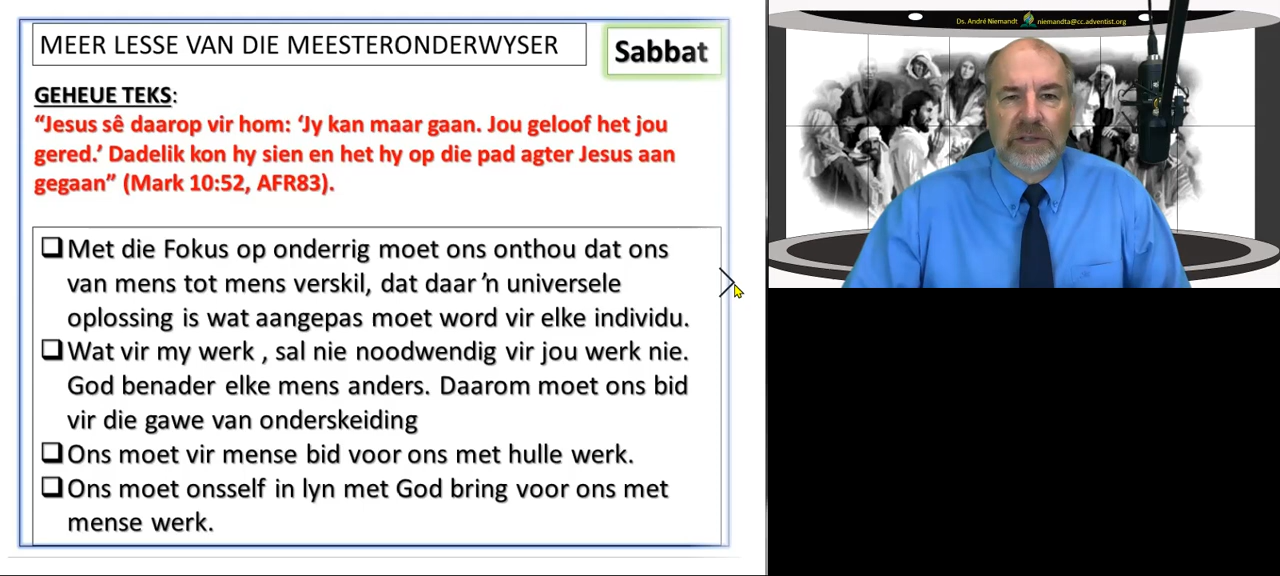 MEER LESSE VAN DIE MEESTERONDERWYSER
Sabbat
GEHEUE TEKS:
“Jesus sê daarop vir hom: ‘Jy kan maar gaan. Jou geloof het jou
gered.’ Dadelik kon hy sien en het hy op die pad agter Jesus aan
gegaan” (Mark 10:52, AFR83).
Met die Fokus op onderrig moet ons onthou dat ons
van mens tot mens verskil, dat daar ’n universele
oplossing is wat aangepas moet word vir elke individu.
Wat vir my werk , sal nie noodwendig vir jou werk nie.
God benader elke mens anders. Daarom moet ons bid
vir die gawe van onderskeiding
Ons moet vir mense bid voor ons met hulle werk.
Ons moet onsself in lyn met God bring voor ons met
mense werk.
Ds. André Niemandt niemandta@cc.adventist.org